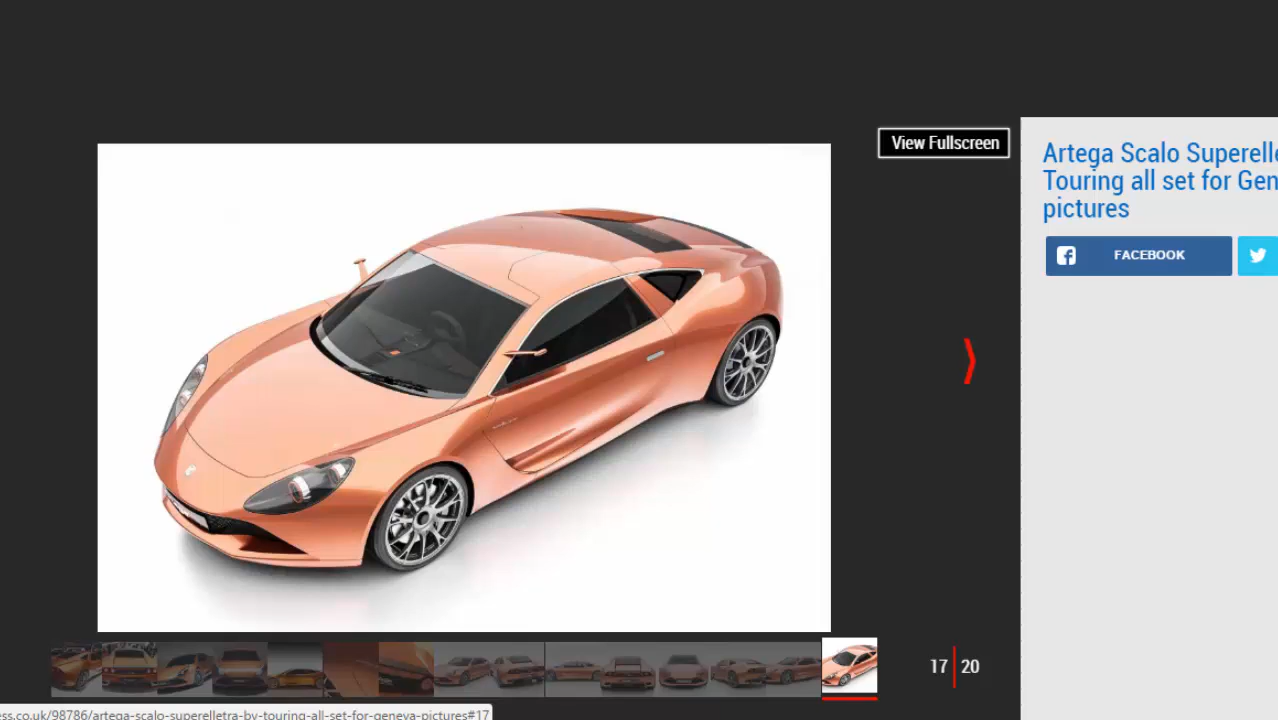 View Fullscreen
Artega Scalo Superelle
Touring all set for Gen
pictures
FACEBOOK
17 20
ess.co.uk/98786/artega-scalo-superelletra-by-touring-all-set-for-geneva-pictures#17